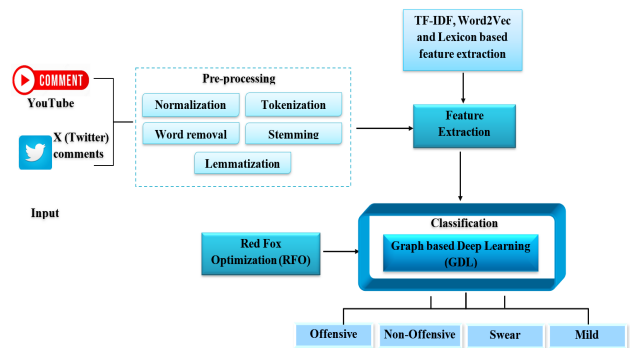 TF-IDF, Word2Vec
and Lexicon based
feature extraction
COMMENT
YouTube
X (Twitter)
comments
Input
Pre-processing
Normalization
Tokenization
Word removal
Stemming
Lemmatization
Feature
Extraction
Classification
Graph based Deep Learning
(GDL)
Red Fox
Optimization (RFO)
Offensive
Non-Offensive
Swear
Mild